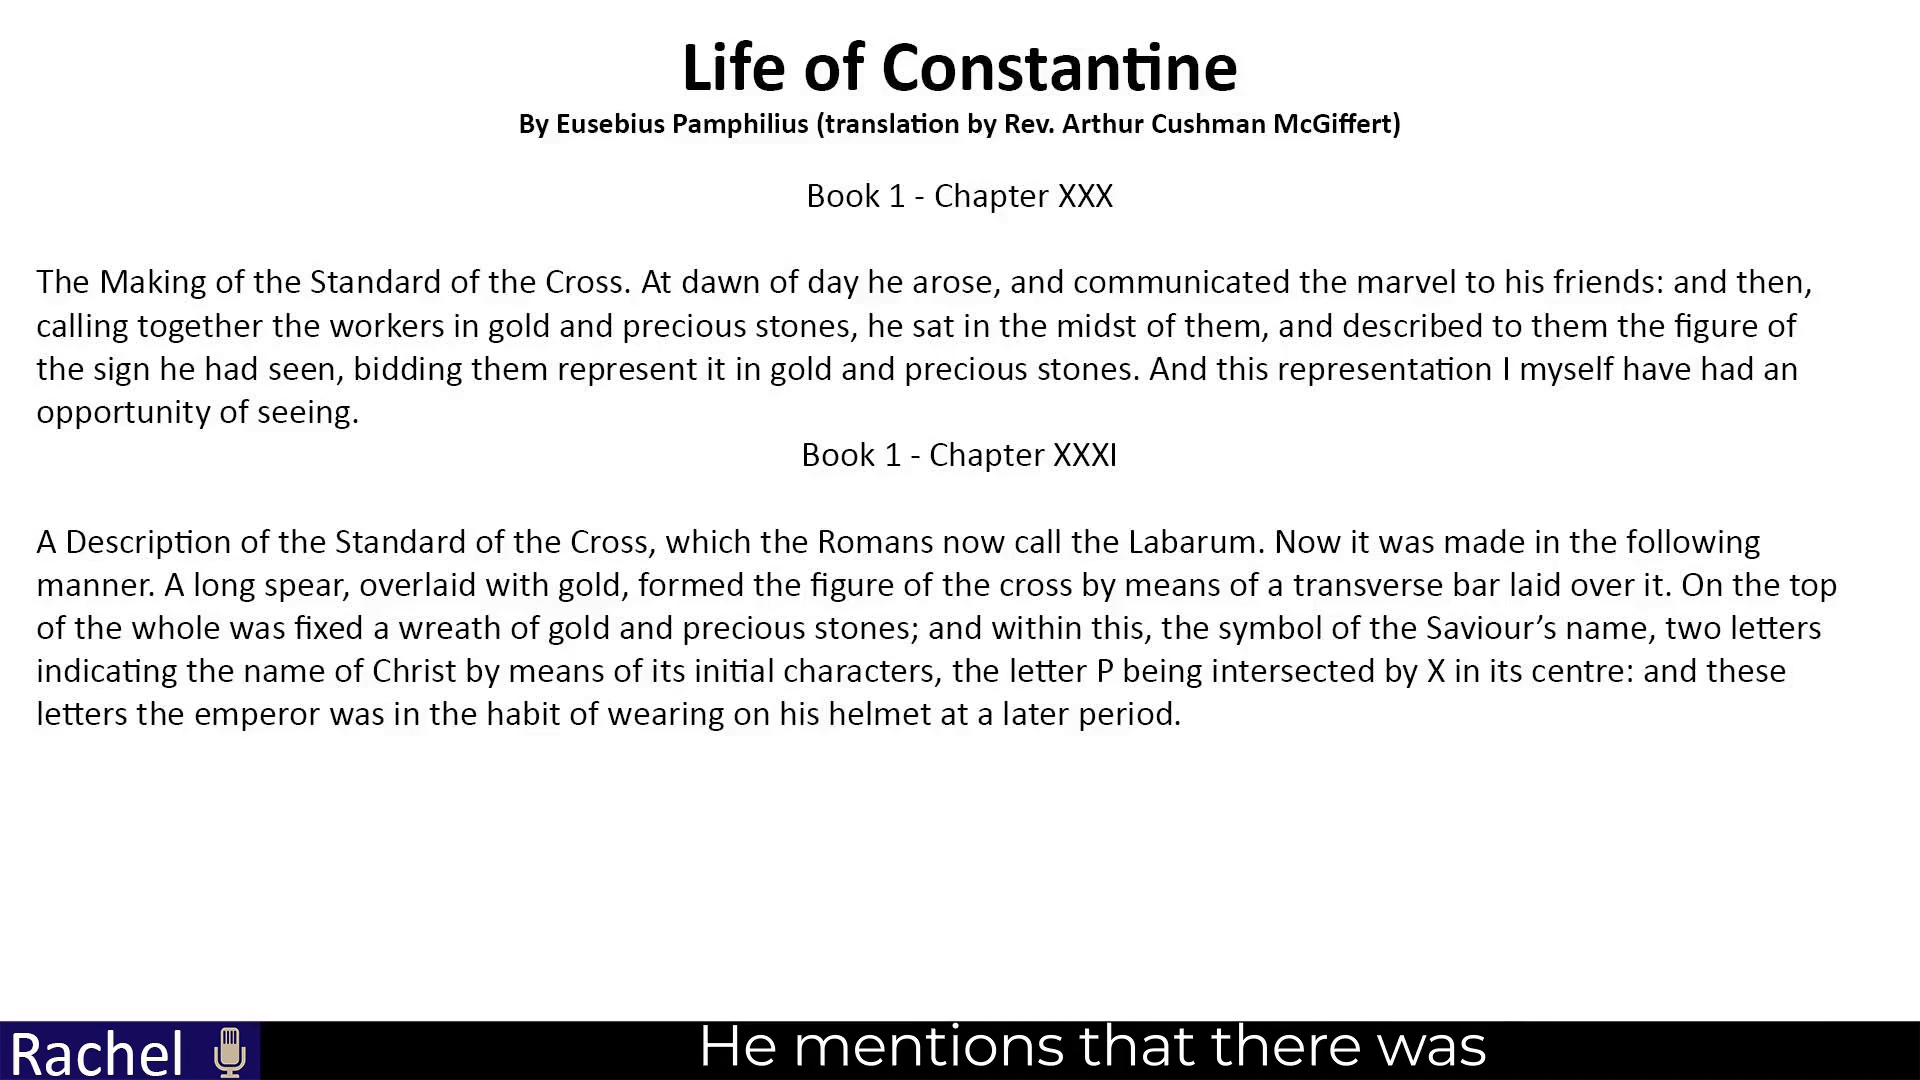 Life of Constantine
By Eusebius Pamphilius (translation by Rev. Arthur Cushman McGiffert)
Book 1 - Chapter XXX
The Making of the Standard of the Cross. At dawn of day he arose, and communicated the marvel to his friends: and then,
calling together the workers in gold and precious stones, he sat in the midst of them, and described to them the figure of
the sign he had seen, bidding them represent it in gold and precious stones. And this representation I myself have had an
opportunity of seeing.
Book 1 - Chapter XXXI
A Description of the Standard of the Cross, which the Romans now call the Labarum. Now it was made in the following
manner. A long spear, overlaid with gold, formed the figure of the cross by means of a transverse bar laid over it. On the top
of the whole was fixed a wreath of gold and precious stones; and within this, the symbol of the Saviour’s name, two letters
indicating the name of Christ by means of its initial characters, the letter P being intersected by X in its centre: and these
letters the emperor was in the habit of wearing on his helmet at a later period.
Rachel
He mentions that there was